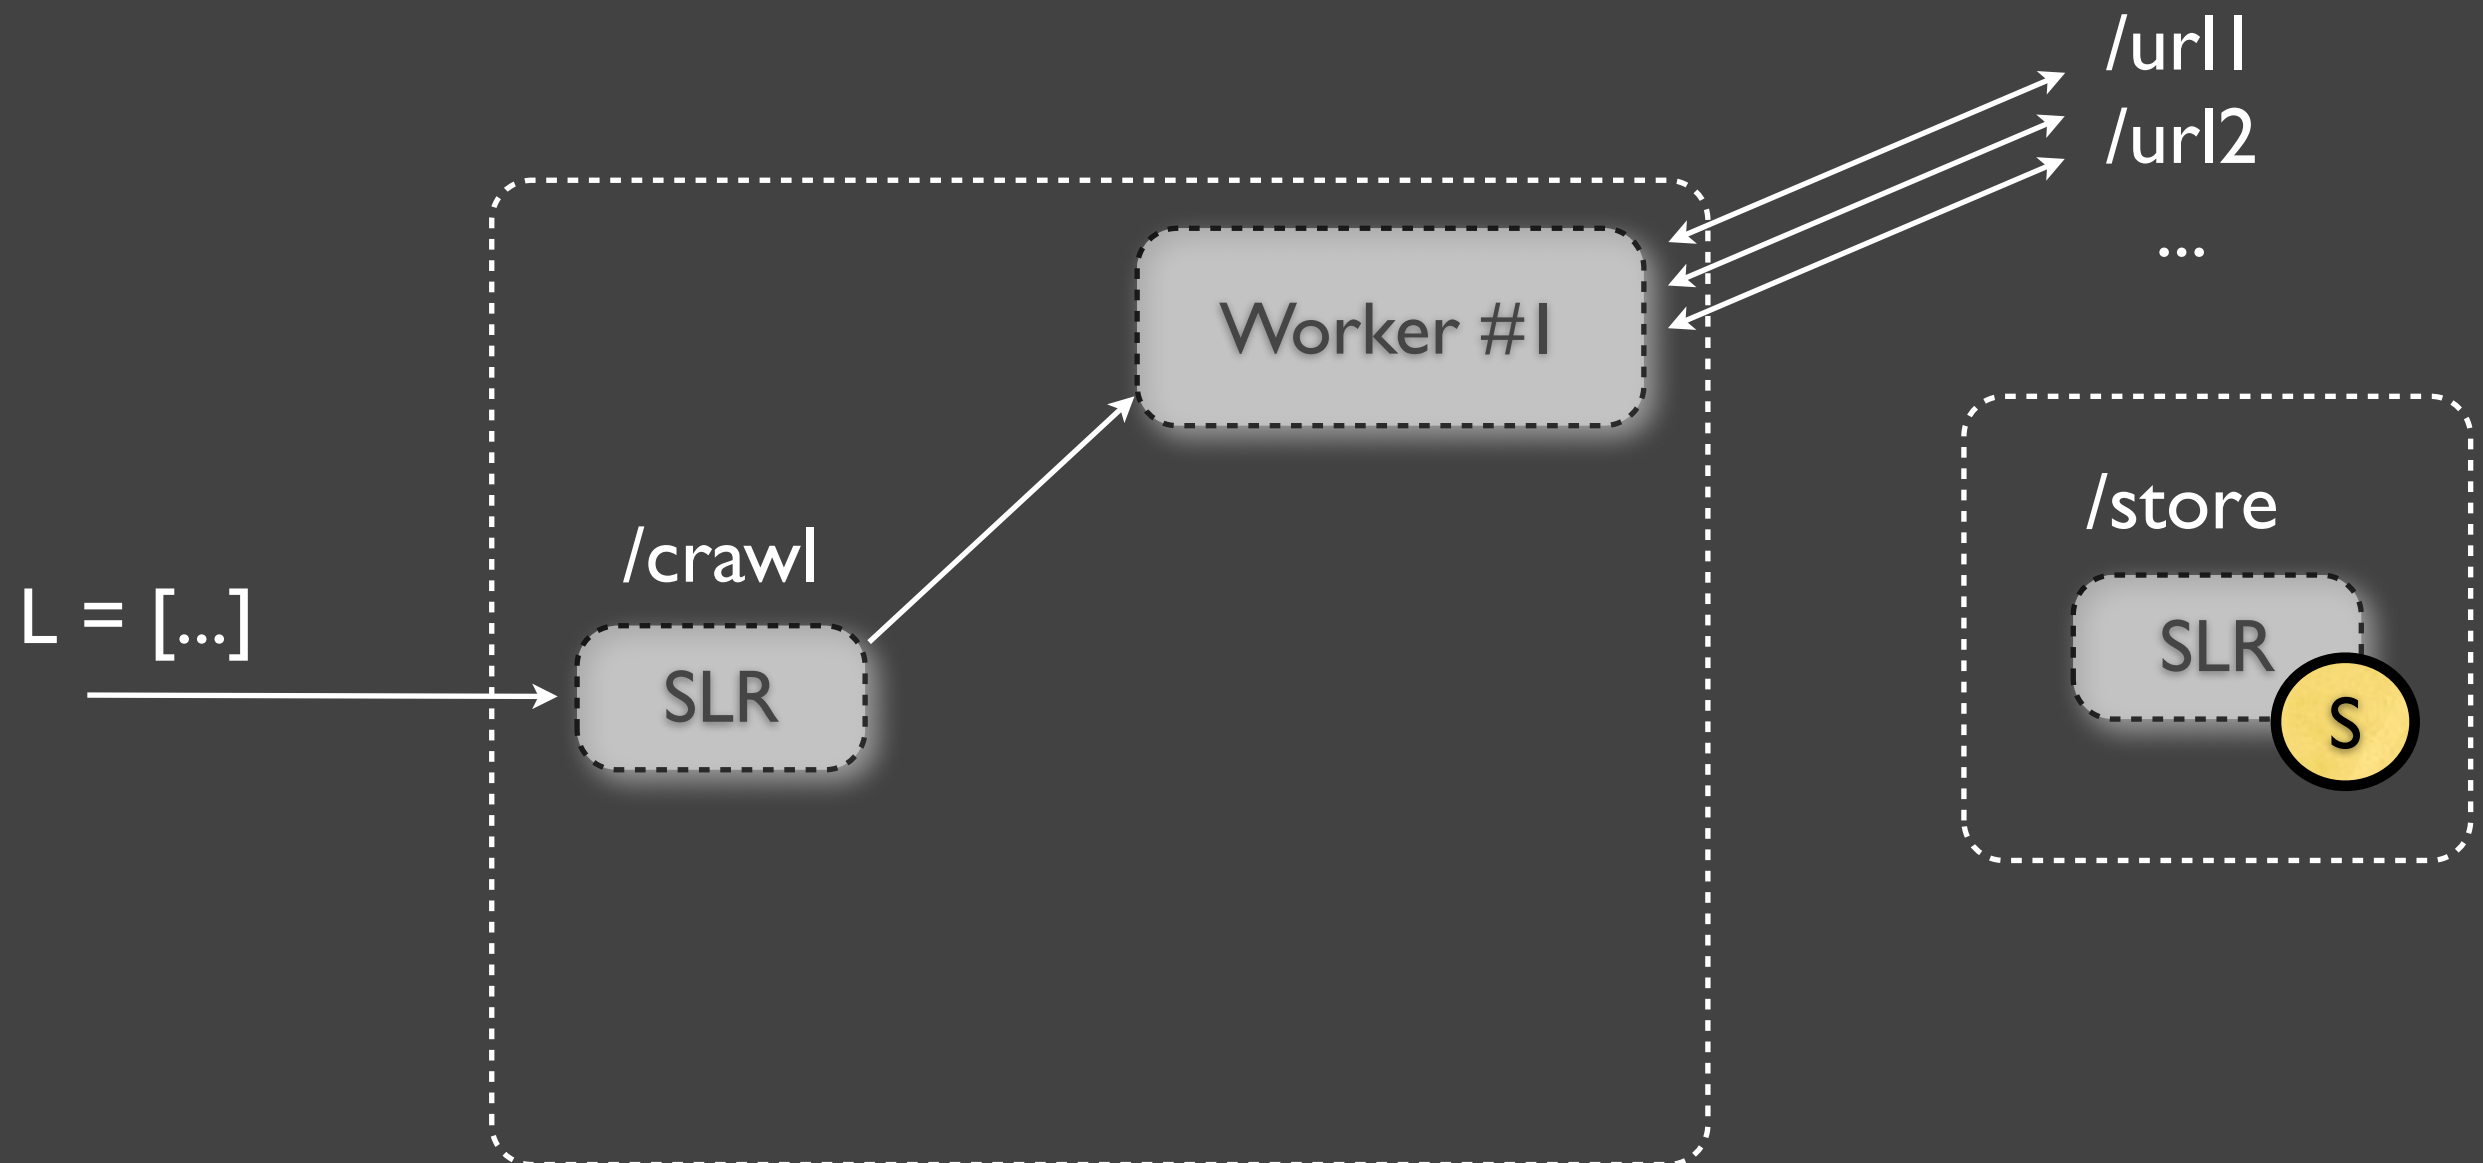 /url1
/url2
...
Worker #1
/store
/crawl
L = [...]
SLR
SLR
S